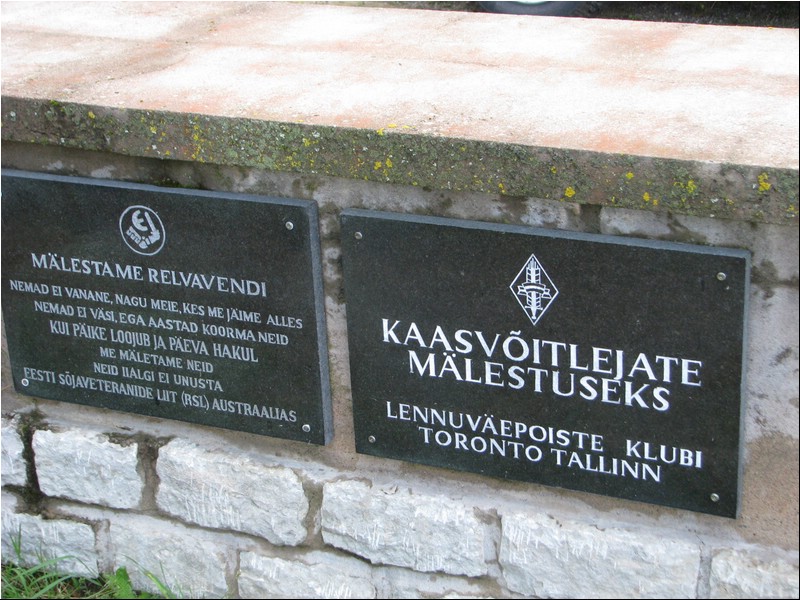 MÄLESTAME RELVAVENDI
NEMAD EI VANANE, NAGU MEIE, KES ME JÄIME ALLES
NEMAD EI VÄSI, EGA AASTAD KOORMA NEID
KUI PÄIKE LOOJUB JA PÄEVA HAKUL
ME MÄLETAME NEID
NEID IIALGI EI UNUSTA
EESTI SÕJAVETERANIDE LIIT (RSL) AUSTRAALIAS
KAASVÕITLEJATE
MÄLESTUSEKS
LENNUVÄEPOISTE KLUBI
TORONTO TALLINN